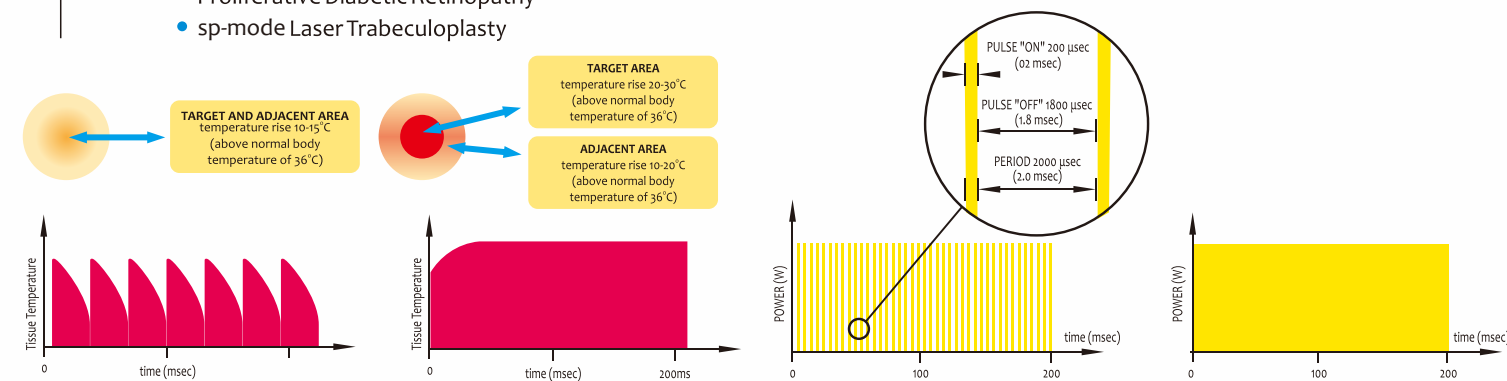 Proliferative Diabetic Retinopathy
sp-mode Laser Trabeculoplasty
TARGET AND ADJACENT AREA
temperature rise 10-15°C
(above normal body
temperature of 36°C)
TARGET AREA
temperature rise 20-30°C
(above normal body
temperature of 36°C)
ADJACENT AREA
temperature rise 10-20°C
(above normal body
temperature of 36°C)
PULSE "ON" 200 µsec
(02 msec)
PULSE "OFF" 1800 µsec
(1.8 msec)
PERIOD 2000 µsec
(2.0 msec)
Tissue Temperature
0
time (msec)
Tissue Temperature
0
time (msec)
200ms
POWER (W)
time (msec)
0
100
200
POWER (W)
time (msec)
0
100
200